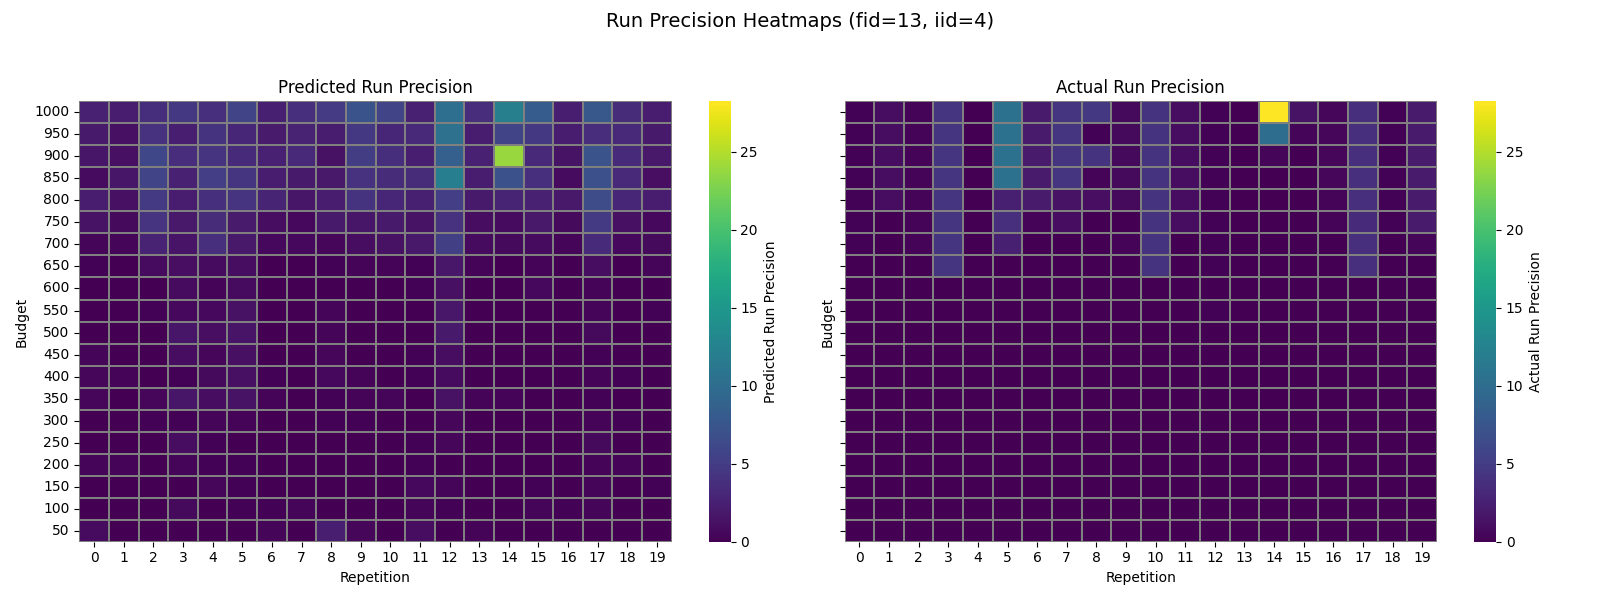 Run Precision Heatmaps (fid=13, iid=4)
Predicted Run Precision
Budget
1000
950
900
850
800
750
700
650
600
550
500
450
400
350
300
250
200
150
100
50
0 1 2 3 4 5 6 7 8 9 10 11 12 13 14 15 16 17 18 19
Repetition
25
20
15
10
5
0
Predicted Run Precision
Actual Run Precision
Budget
0 1 2 3 4 5 6 7 8 9 10 11 12 13 14 15 16 17 18 19
Repetition
25
20
15
10
5
0
Actual Run Precision